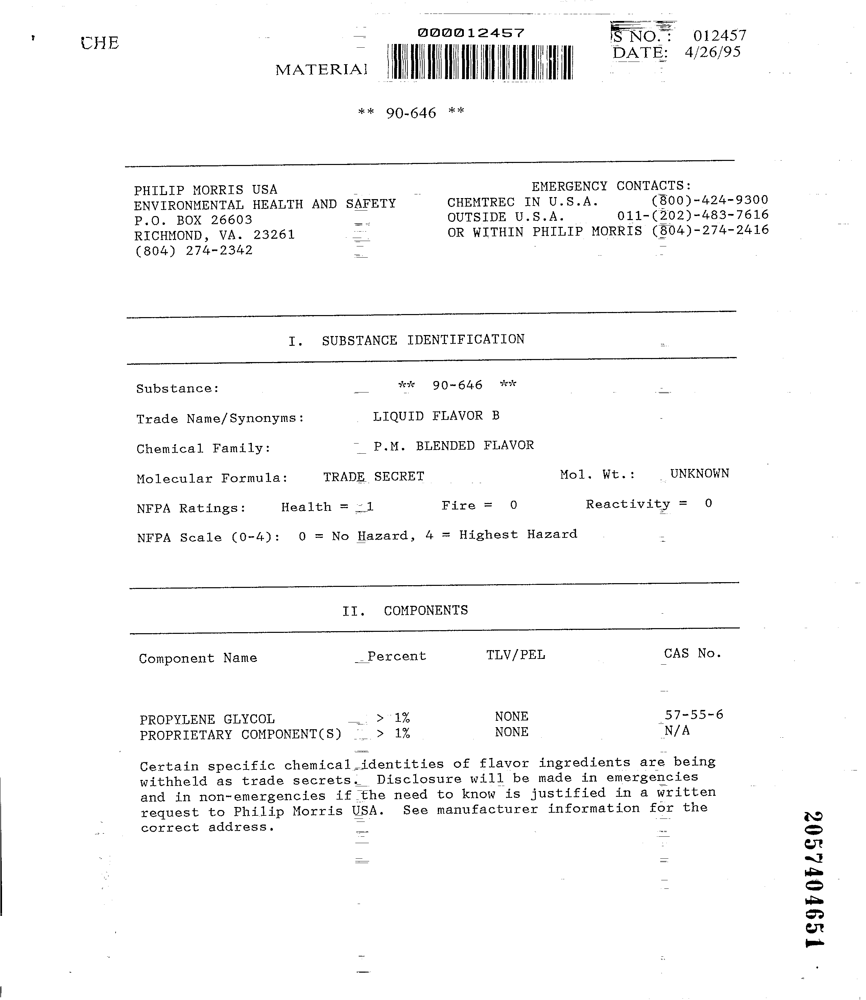 CHE
000012457
S NO.: 012457
DATE: 4/26/95
MATERIAL
** 90-646 **
PHILIP MORRIS USA
ENVIRONMENTAL HEALTH AND SAFETY
P.O. BOX 26603
RICHMOND, VA. 23261
(804) 274-2342
EMERGENCY CONTACTS:
CHEMTREC IN U.S.A. (800)-424-9300
OUTSIDE U.S.A. 011-(202)-483-7616
OR WITHIN PHILIP MORRIS (804)-274-2416
I. SUBSTANCE IDENTIFICATION
Substance: ** 90-646 **
Trade Name/Synonyms: LIQUID FLAVOR B
Chemical Family: P.M. BLENDED FLAVOR
Molecular Formula: TRADE SECRET Mol. Wt.: UNKNOWN
NFPA Ratings: Health = 1 Fire = 0 Reactivity = 0
NFPA Scale (0-4): 0 = No Hazard, 4 = Highest Hazard
II. COMPONENTS
Component Name Percent TLV/PEL CAS No.
PROPYLENE GLYCOL > 1% NONE 57-55-6
PROPRIETARY COMPONENT(S) > 1% NONE N/A
Certain specific chemical identities of flavor ingredients are being
withheld as trade secrets. Disclosure will be made in emergencies
and in non-emergencies if the need to know is justified in a written
request to Philip Morris USA. See manufacturer information for the
correct address.
2057404651